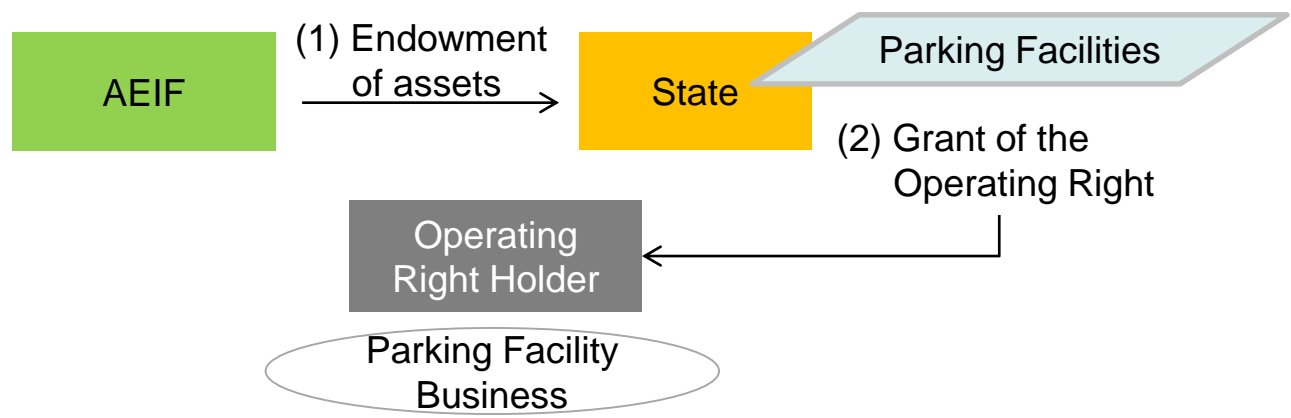 AEIF
(1) Endowment
of assets
State
Parking Facilities
(2) Grant of the
Operating Right
Operating
Right Holder
Parking Facility
Business